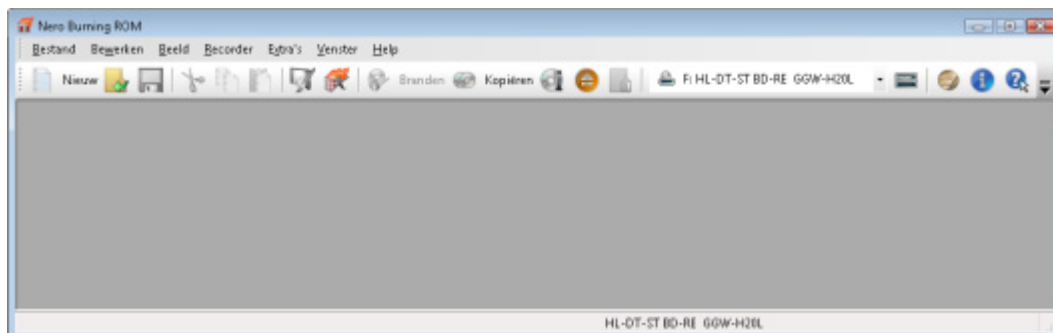 Nero Burning ROM
Bestand Bewerken Beeld Recorder Extra's Venster Help
Nieuw Branden Kopiëren F: HL-DT-ST BD-RE GGW-H20L
HL-DT-ST BD-RE GGW-H20L